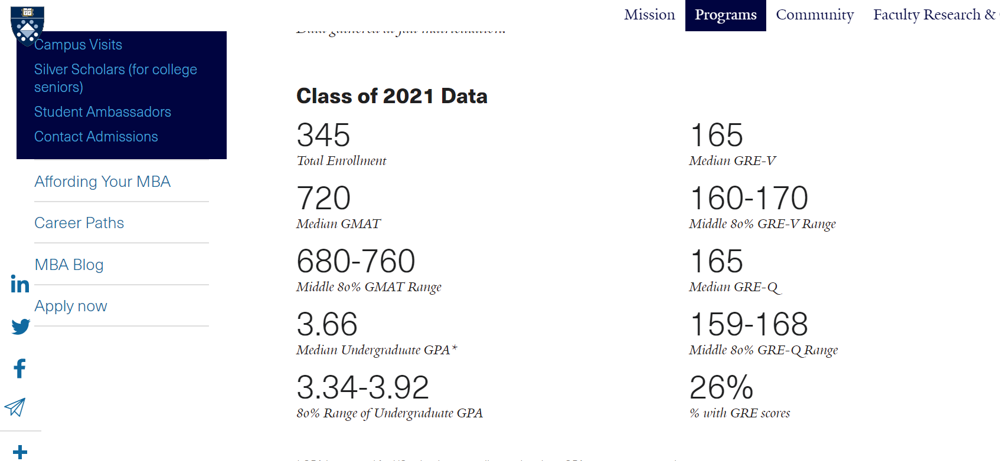 Mission
Programs
Community
Faculty Research &
Data gathered at fall matriculation.
Campus Visits
Silver Scholars (for college
seniors)
Student Ambassadors
Contact Admissions
Affording Your MBA
Career Paths
MBA Blog
Apply now
Class of 2021 Data
345
Total Enrollment
720
Median GMAT
680-760
Middle 80% GMAT Range
3.66
Median Undergraduate GPA*
3.34-3.92
80% Range of Undergraduate GPA
165
Median GRE-V
160-170
Middle 80% GRE-V Range
165
Median GRE-Q
159-168
Middle 80% GRE-Q Range
26%
% with GRE scores